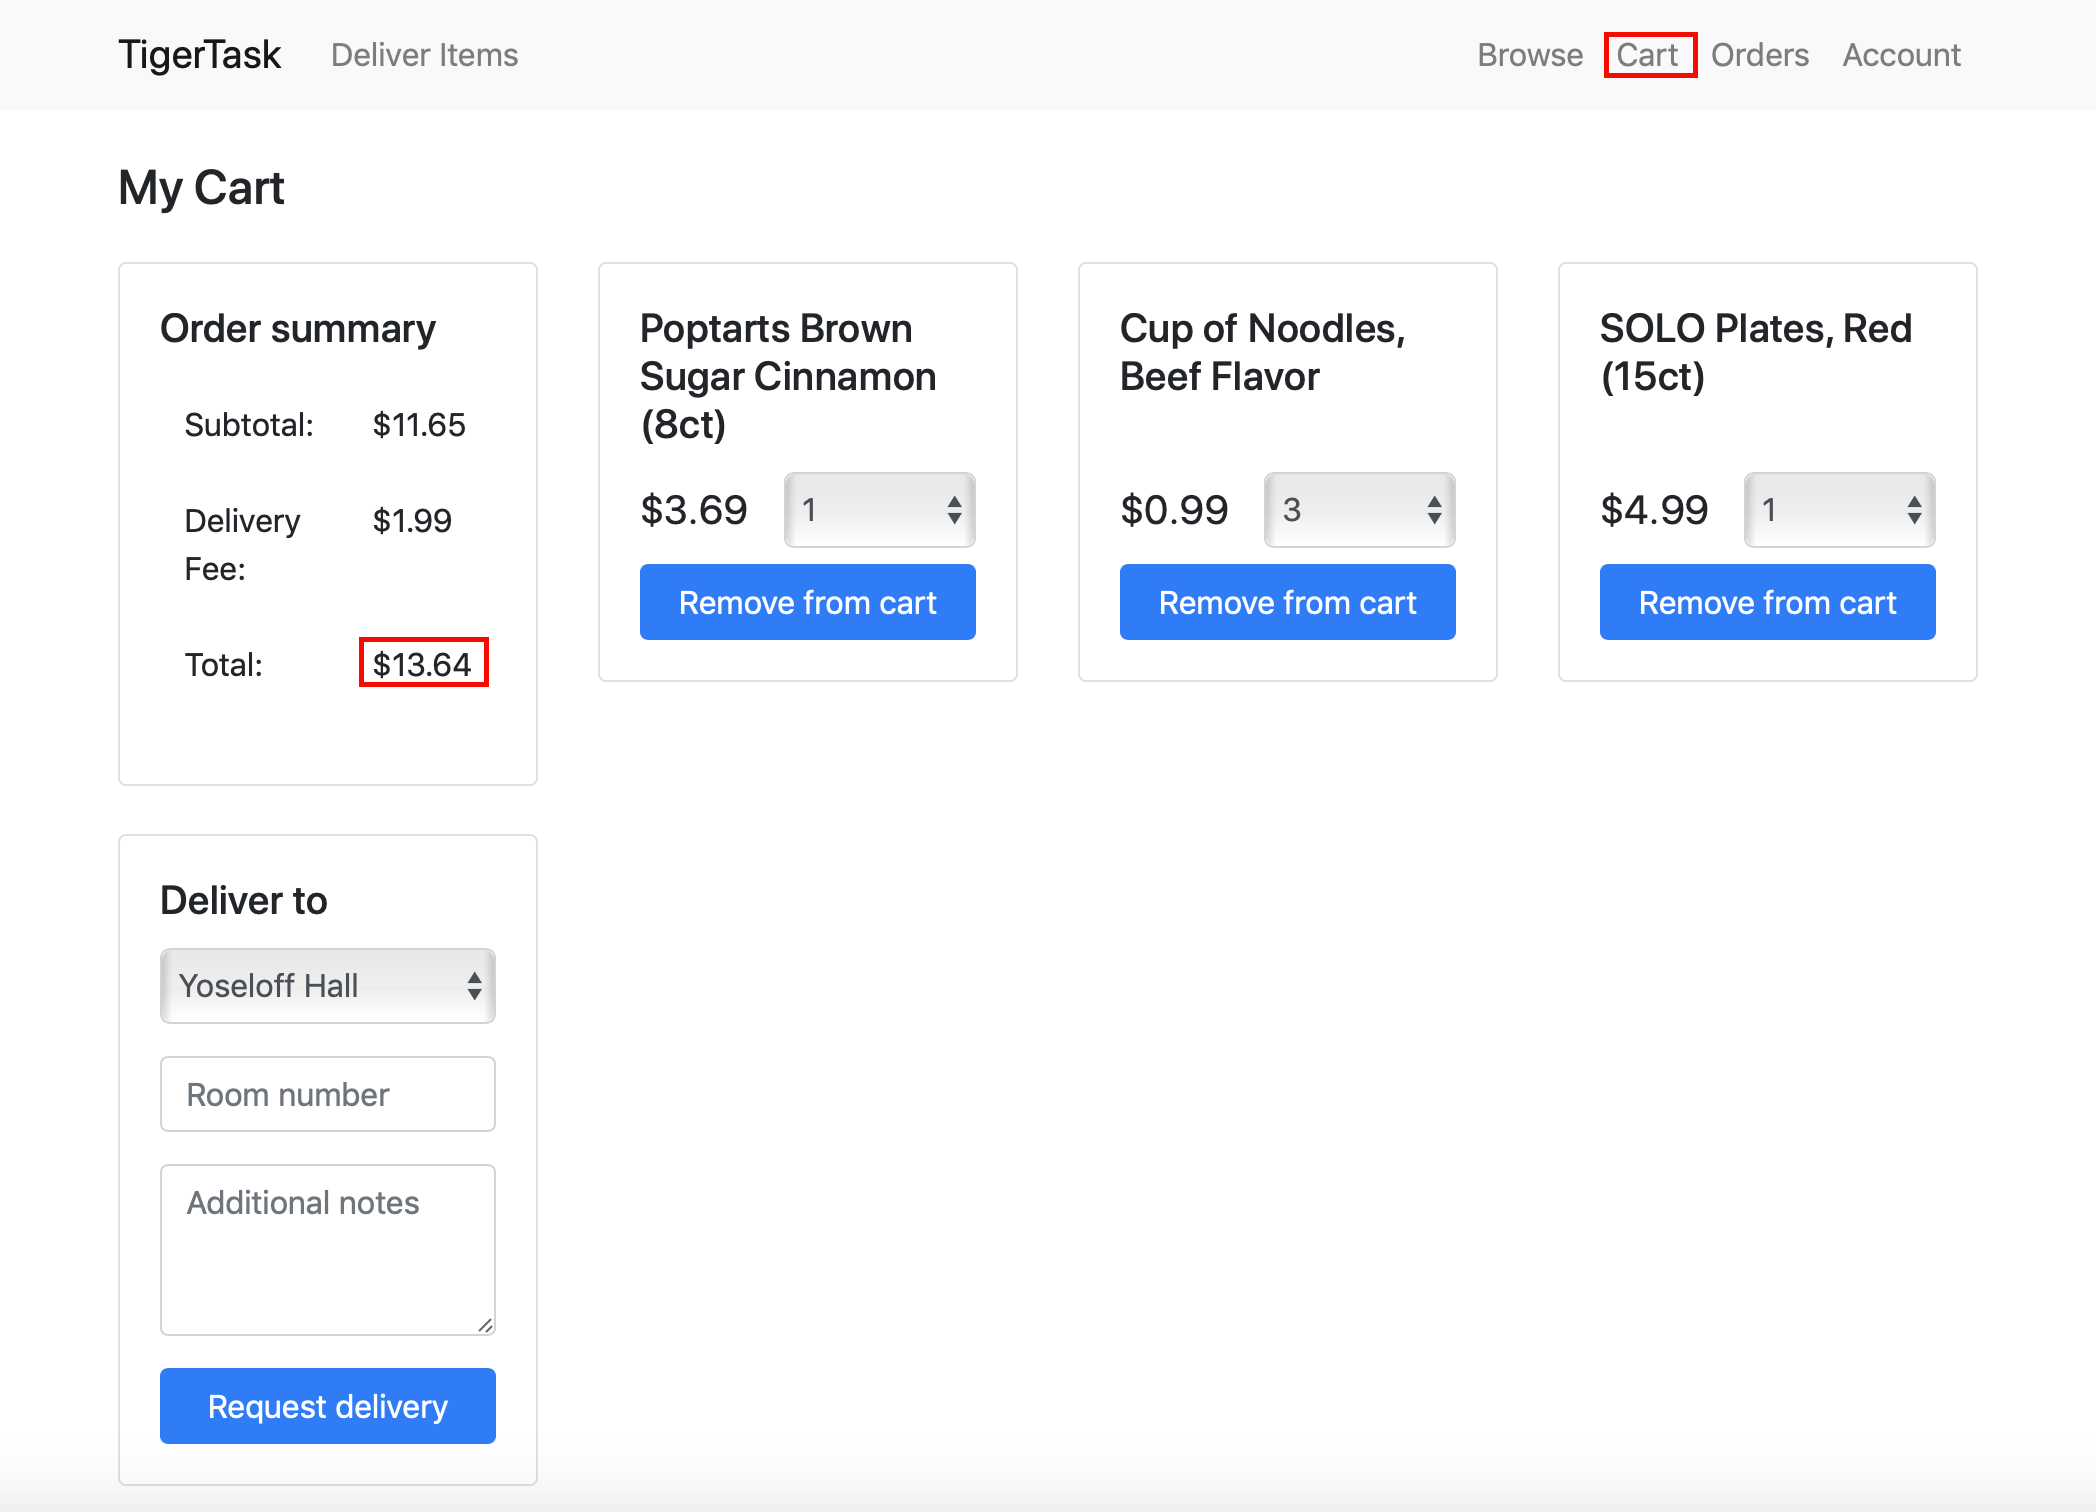 TigerTask Deliver Items Browse Cart Orders Account
My Cart
Order summary
Subtotal: $11.65
Delivery $1.99
Fee:
Total: $13.64
Poptarts Brown
Sugar Cinnamon
(8ct)
$3.69 1
Remove from cart
Cup of Noodles,
Beef Flavor
$0.99 3
Remove from cart
SOLO Plates, Red
(15ct)
$4.99 1
Remove from cart
Deliver to
Yoseloff Hall
Room number
Additional notes
Request delivery